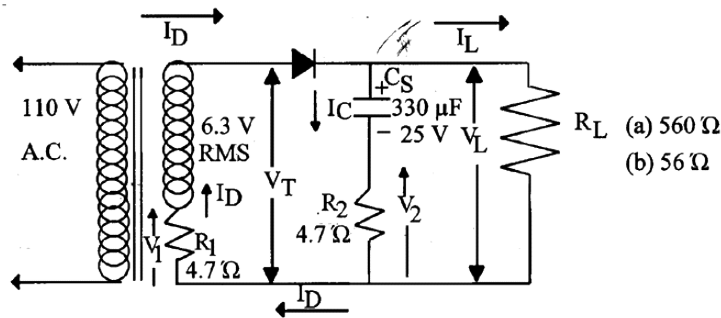 I_D
I_L
110 V
A.C.
6.3 V
RMS
I_D
V_1
R_1
4.7 Ω
V_T
+ C_S
I_C
330 µF
− 25 V
R_2
4.7 Ω
V_2
V_L
R_L
(a) 560 Ω
(b) 56 Ω
I_D